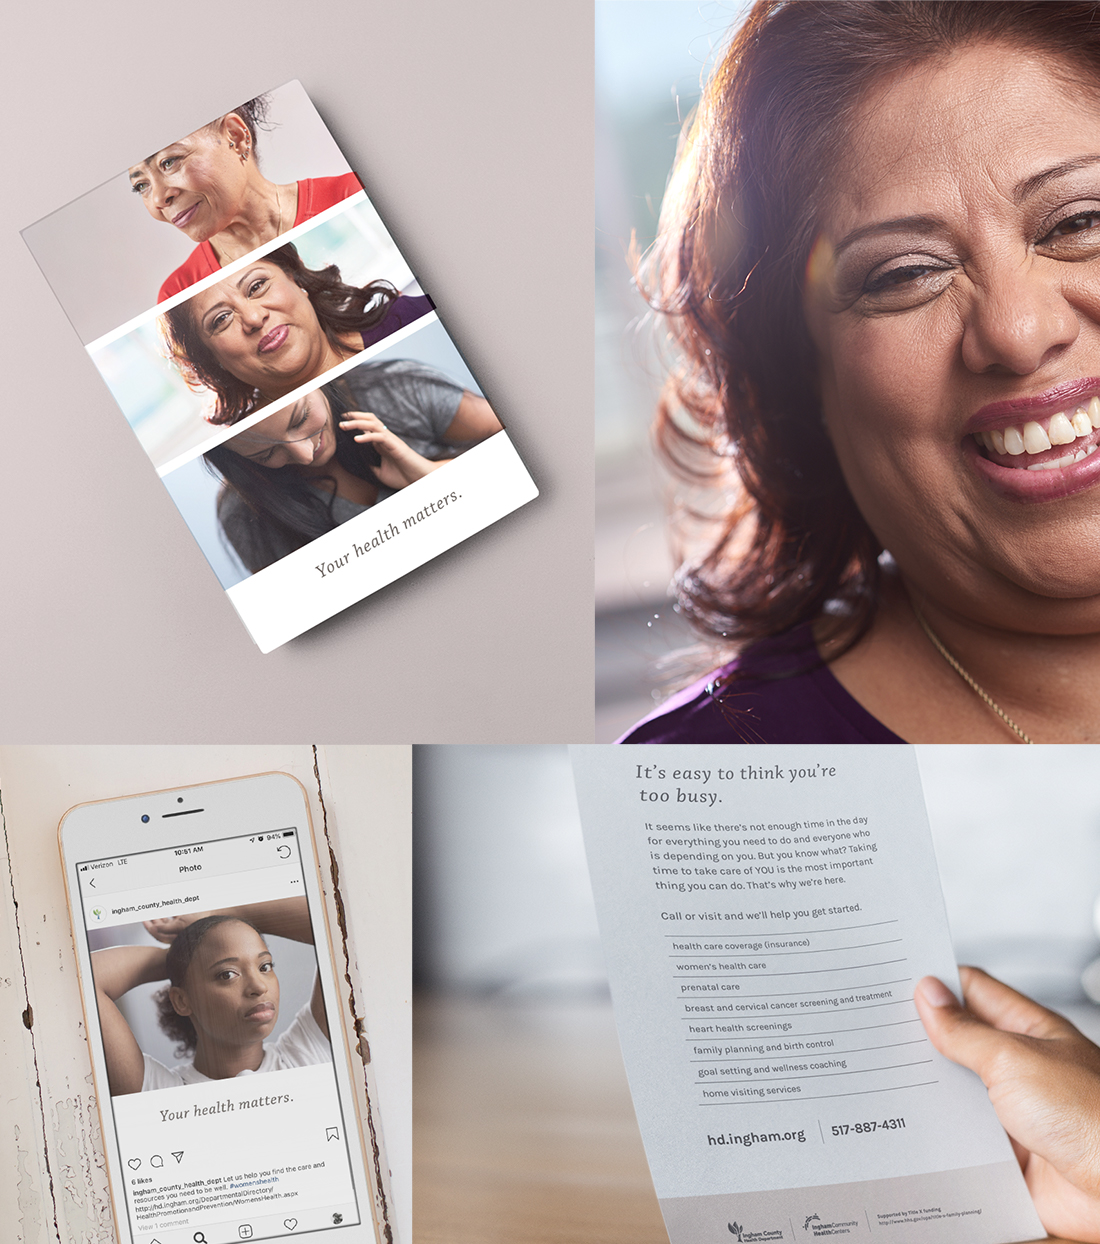 Your health matters.
Verizon LTE
10:51 AM
94%
Photo
ingham_county_health_dept
Your health matters.
6 likes
ingham_county_health_dept Let us help you find the care and
resources you need to be well. #womenshealth
http://hd.ingham.org/DepartmentalDirectory/
HealthPromotionandPrevention/WomensHealth.aspx
View 1 comment
It's easy to think you're
too busy.
It seems like there's not enough time in the day
for everything you need to do and everyone who
is depending on you. But you know what? Taking
time to take care of YOU is the most important
thing you can do. That's why we're here.
Call or visit and we'll help you get started.
health care coverage (insurance)
women's health care
prenatal care
breast and cervical cancer screening and treatment
heart health screenings
family planning and birth control
goal setting and wellness coaching
home visiting services
hd.ingham.org
517-887-4311
Ingham County
Health Department
InghamCommunity
HealthCenters
Supported by Title X funding